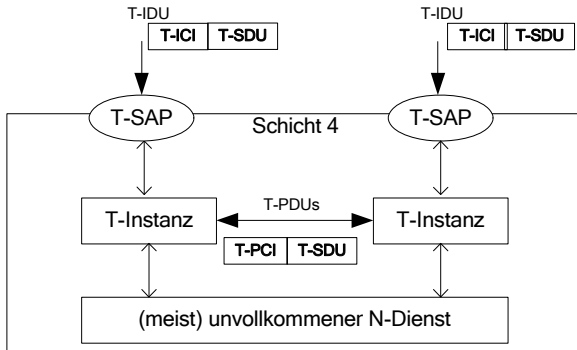 T-IDU
T-ICI T-SDU
T-IDU
T-ICI T-SDU
T-SAP
Schicht 4
T-SAP
T-Instanz
T-PDUs
T-Instanz
T-PCI T-SDU
(meist) unvollkommener N-Dienst